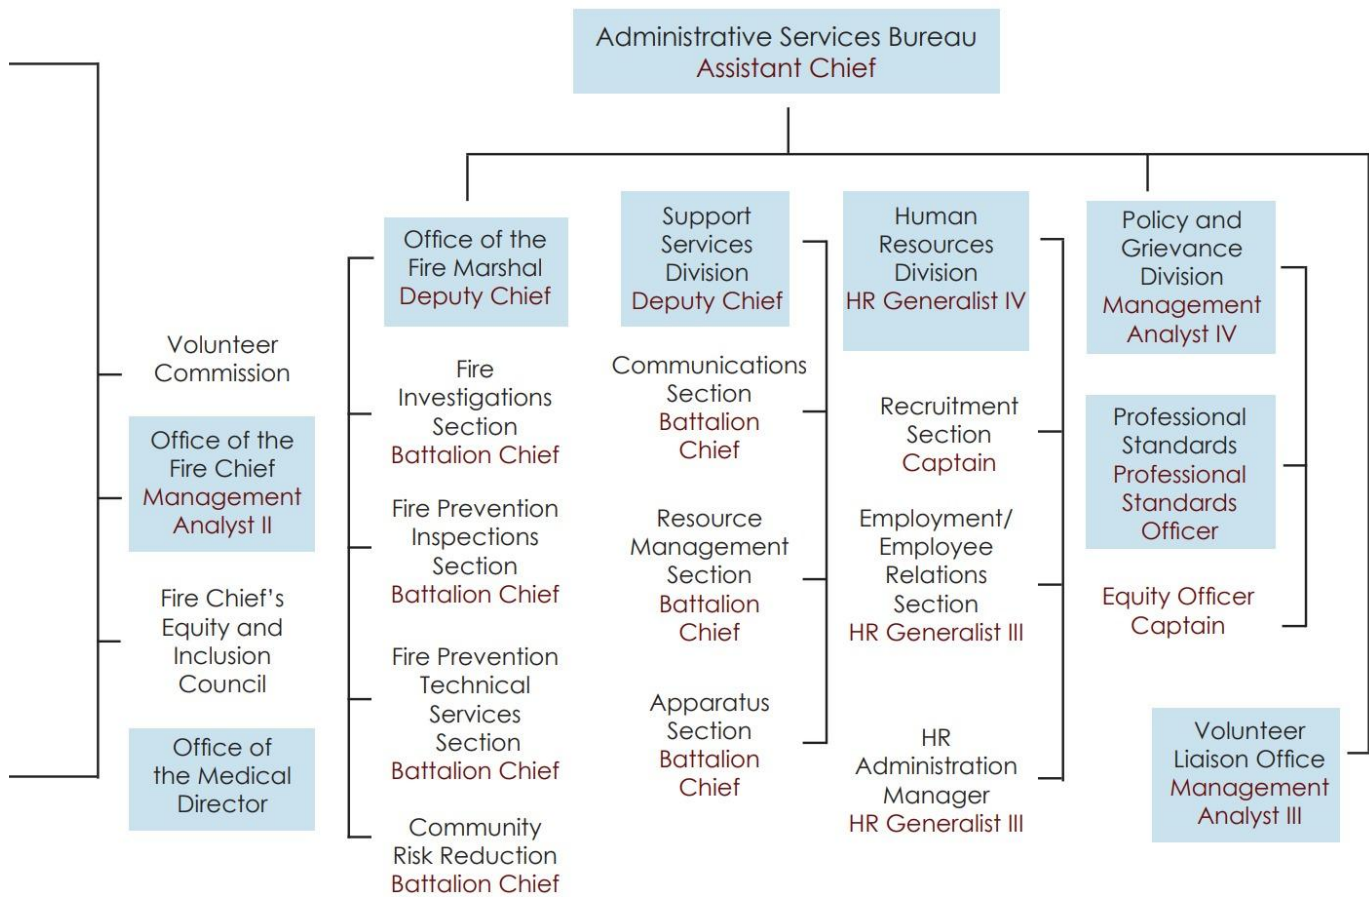 Administrative Services Bureau
Assistant Chief
Volunteer
Commission
Office of the
Fire Chief
Management
Analyst II
Fire Chief’s
Equity and
Inclusion
Council
Office of
the Medical
Director
Office of the
Fire Marshal
Deputy Chief
Fire
Investigations
Section
Battalion Chief
Fire Prevention
Inspections
Section
Battalion Chief
Fire Prevention
Technical
Services
Section
Battalion Chief
Community
Risk Reduction
Battalion Chief
Support
Services
Division
Deputy Chief
Communications
Section
Battalion
Chief
Resource
Management
Section
Battalion
Chief
Apparatus
Section
Battalion
Chief
Human
Resources
Division
HR Generalist IV
Recruitment
Section
Captain
Employment/
Employee
Relations
Section
HR Generalist III
HR
Administration
Manager
HR Generalist III
Policy and
Grievance
Division
Management
Analyst IV
Professional
Standards
Professional
Standards
Officer
Equity Officer
Captain
Volunteer
Liaison Office
Management
Analyst III